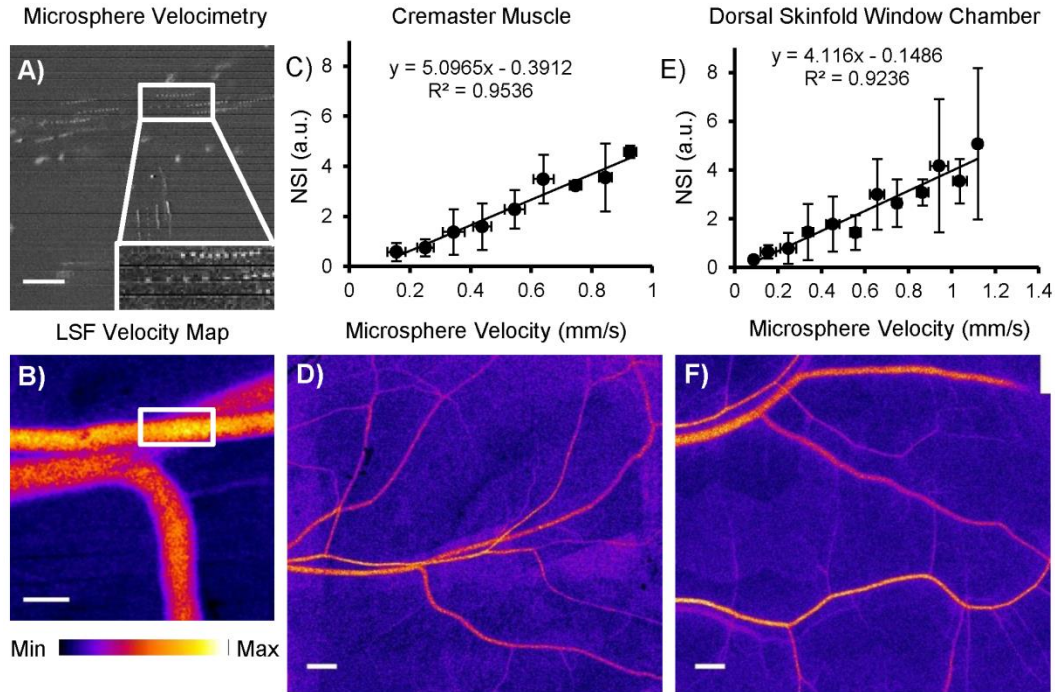 Microsphere Velocimetry
Cremaster Muscle
Dorsal Skinfold Window Chamber
A)
C)
y = 5.0965x - 0.3912
R² = 0.9536
NSI (a.u.)
8
6
4
2
0
0 0.2 0.4 0.6 0.8 1
Microsphere Velocity (mm/s)
E)
y = 4.116x - 0.1486
R² = 0.9236
NSI (a.u.)
8
6
4
2
0
0 0.2 0.4 0.6 0.8 1 1.2 1.4
Microsphere Velocity (mm/s)
LSF Velocity Map
B)
D)
F)
Min Max